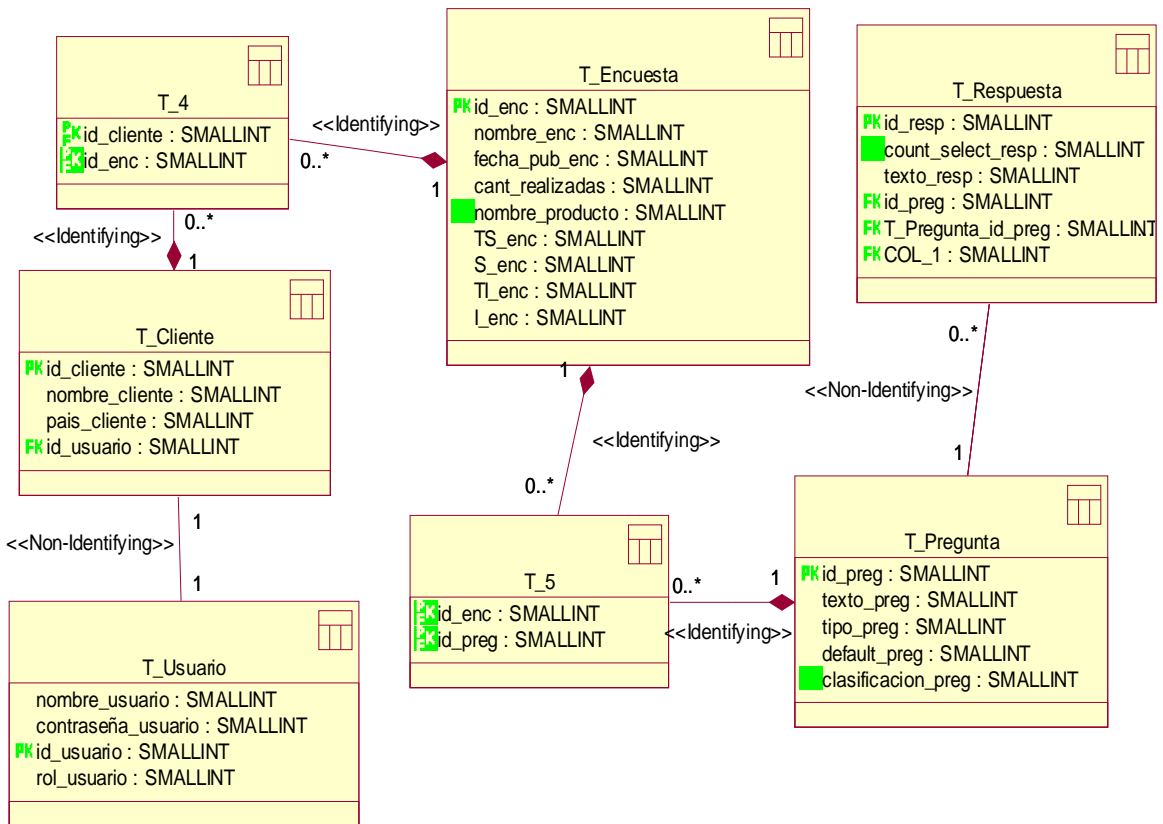 T_4
PK id_cliente : SMALLINT
PK id_enc : SMALLINT
<<Identifying>>
0..*
1
T_Encuesta
PK id_enc : SMALLINT
nombre_enc : SMALLINT
fecha_pub_enc : SMALLINT
cant_realizadas : SMALLINT
nombre_producto : SMALLINT
TS_enc : SMALLINT
S_enc : SMALLINT
TI_enc : SMALLINT
I_enc : SMALLINT
T_Respuesta
PK id_resp : SMALLINT
count_select_resp : SMALLINT
texto_resp : SMALLINT
FK id_preg : SMALLINT
FK T_Pregunta_id_preg : SMALLINT
FK COL_1 : SMALLINT
0..*
<<Identifying>>
1
T_Cliente
PK id_cliente : SMALLINT
nombre_cliente : SMALLINT
pais_cliente : SMALLINT
FK id_usuario : SMALLINT
1
<<Identifying>>
0..*
0..*
<<Non-Identifying>>
1
1
<<Non-Identifying>>
1
T_5
PK id_enc : SMALLINT
PK id_preg : SMALLINT
0..*
1
<<Identifying>>
T_Pregunta
PK id_preg : SMALLINT
texto_preg : SMALLINT
tipo_preg : SMALLINT
default_preg : SMALLINT
clasificacion_preg : SMALLINT
T_Usuario
nombre_usuario : SMALLINT
contraseña_usuario : SMALLINT
PK id_usuario : SMALLINT
rol_usuario : SMALLINT